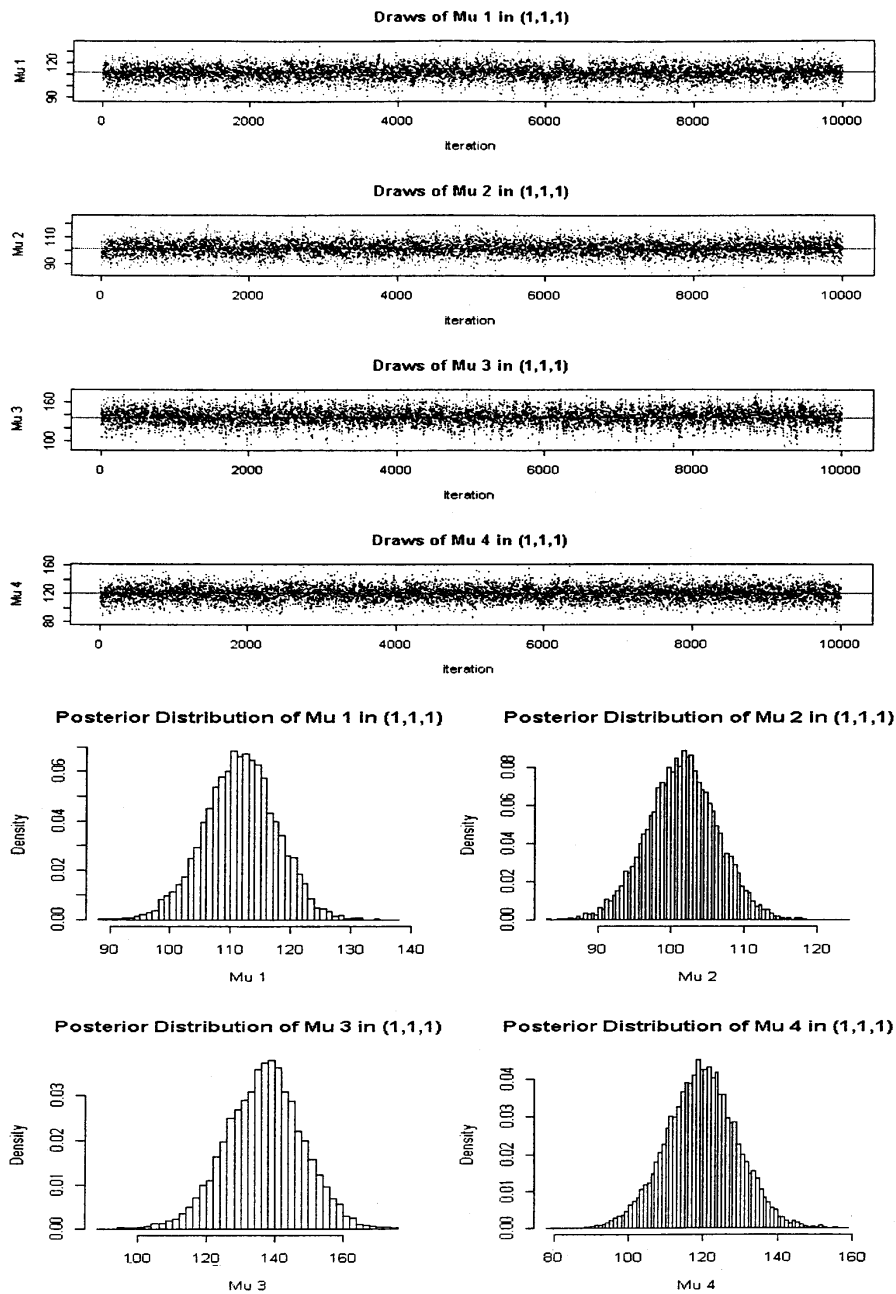 Draws of Mu 1 in (1,1,1)
Mu 1
90 120
0 2000 4000 6000 8000 10000
Iteration
Draws of Mu 2 in (1,1,1)
Mu 2
90 110
0 2000 4000 6000 8000 10000
Iteration
Draws of Mu 3 in (1,1,1)
Mu 3
100 160
0 2000 4000 6000 8000 10000
Iteration
Draws of Mu 4 in (1,1,1)
Mu 4
80 120 160
0 2000 4000 6000 8000 10000
Iteration
Posterior Distribution of Mu 1 in (1,1,1)
Density
0.00 0.02 0.04 0.06
90 100 110 120 130 140
Mu 1
Posterior Distribution of Mu 2 in (1,1,1)
Density
0.00 0.02 0.04 0.06 0.08
90 100 110 120
Mu 2
Posterior Distribution of Mu 3 in (1,1,1)
Density
0.00 0.01 0.02 0.03
100 120 140 160
Mu 3
Posterior Distribution of Mu 4 in (1,1,1)
Density
0.00 0.01 0.02 0.03 0.04
80 100 120 140 160
Mu 4